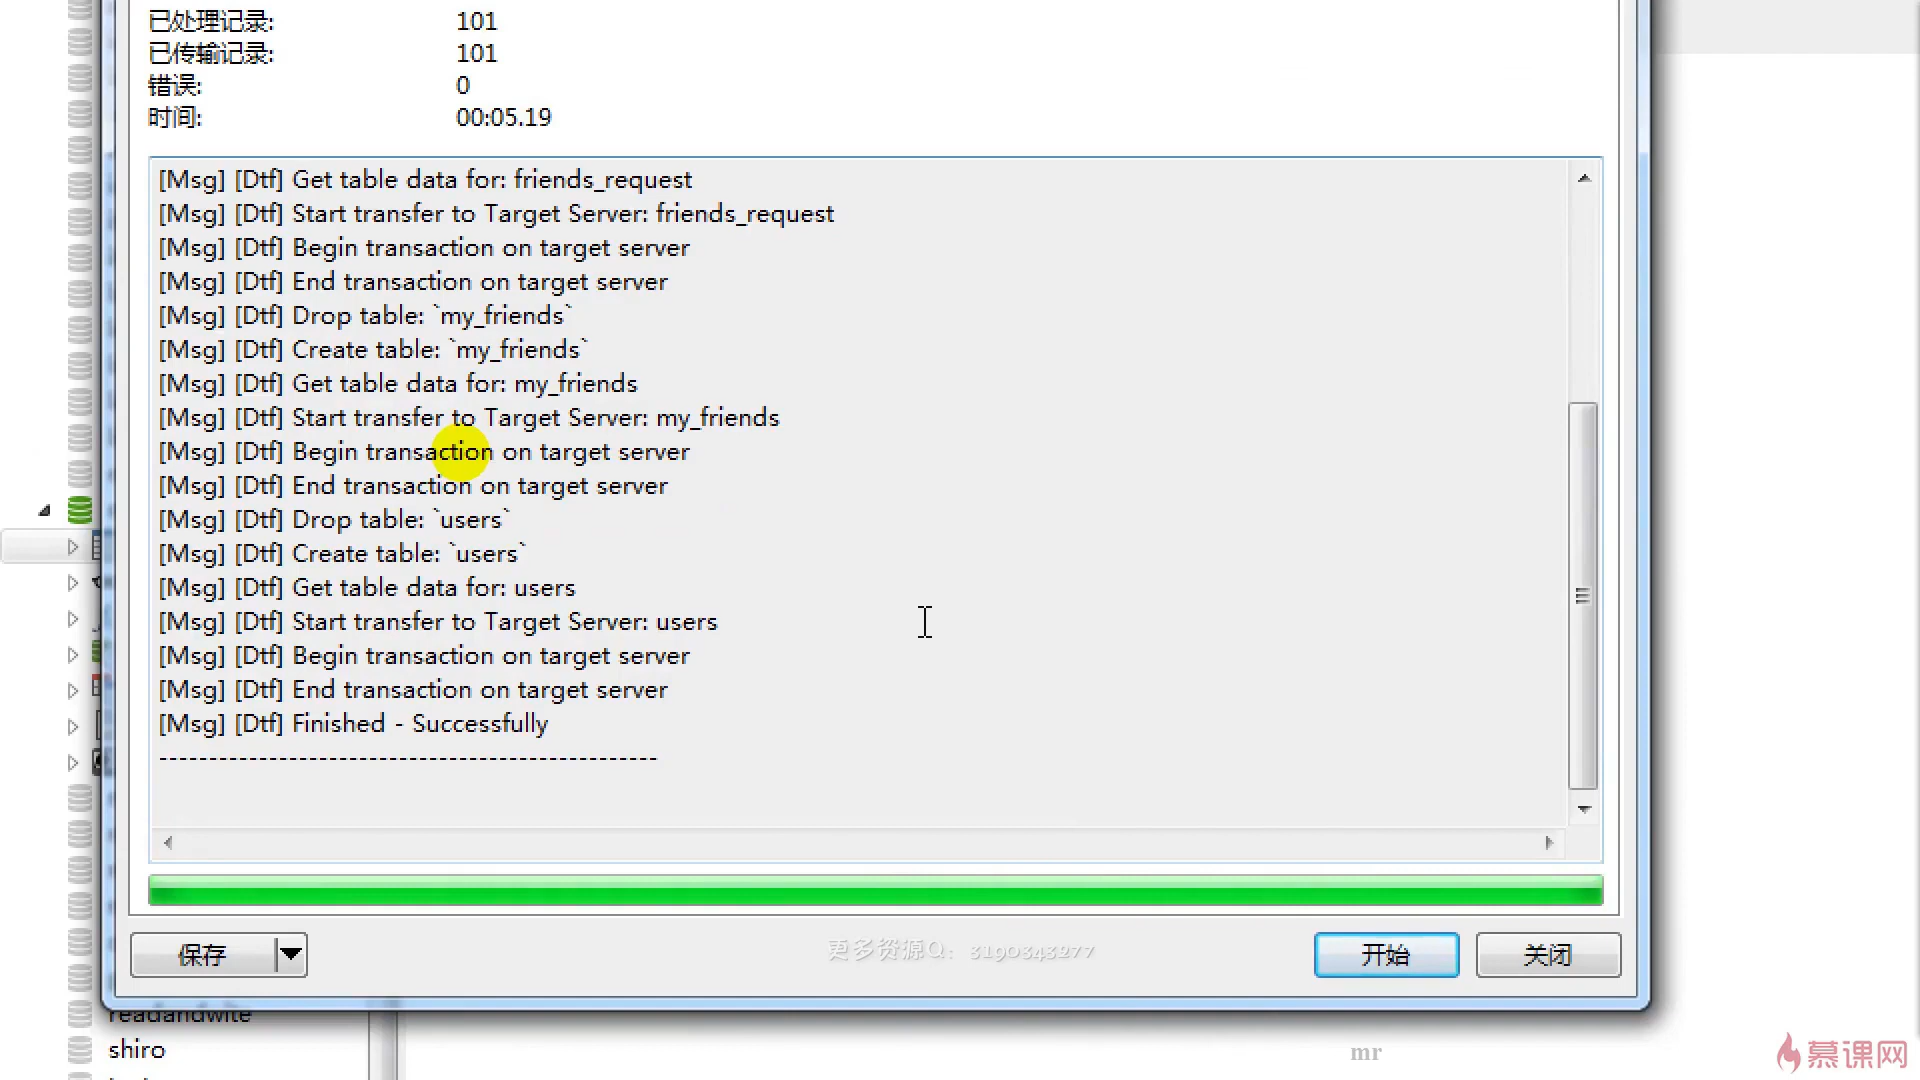 已处理记录: 101
已传输记录: 101
错误: 0
时间: 00:05.19
[Msg] [Dtf] Get table data for: friends_request
[Msg] [Dtf] Start transfer to Target Server: friends_request
[Msg] [Dtf] Begin transaction on target server
[Msg] [Dtf] End transaction on target server
[Msg] [Dtf] Drop table: `my_friends`
[Msg] [Dtf] Create table: `my_friends`
[Msg] [Dtf] Get table data for: my_friends
[Msg] [Dtf] Start transfer to Target Server: my_friends
[Msg] [Dtf] Begin transaction on target server
[Msg] [Dtf] End transaction on target server
[Msg] [Dtf] Drop table: `users`
[Msg] [Dtf] Create table: `users`
[Msg] [Dtf] Get table data for: users
[Msg] [Dtf] Start transfer to Target Server: users
[Msg] [Dtf] Begin transaction on target server
[Msg] [Dtf] End transaction on target server
[Msg] [Dtf] Finished - Successfully
--------------------------------------------------
保存 更多资源Q: 3190343277 开始 关闭
readandwite
shiro
mr
慕课网